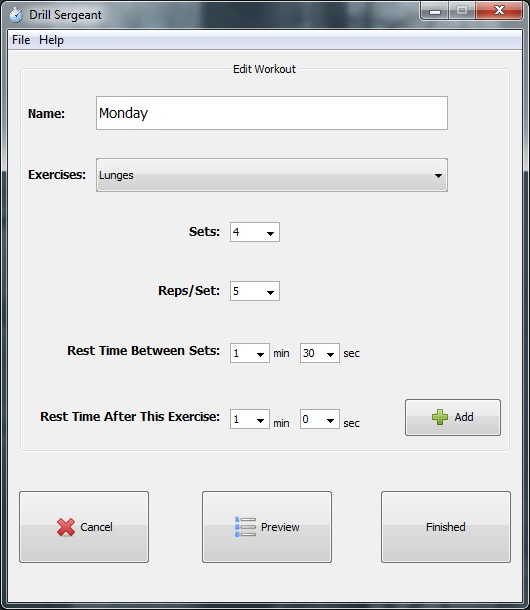 Drill Sergeant
File Help
Edit Workout
Name: Monday
Exercises: Lunges
Sets: 4
Reps/Set: 5
Rest Time Between Sets: 1 min 30 sec
Rest Time After This Exercise: 1 min 0 sec
Add
Cancel Preview Finished